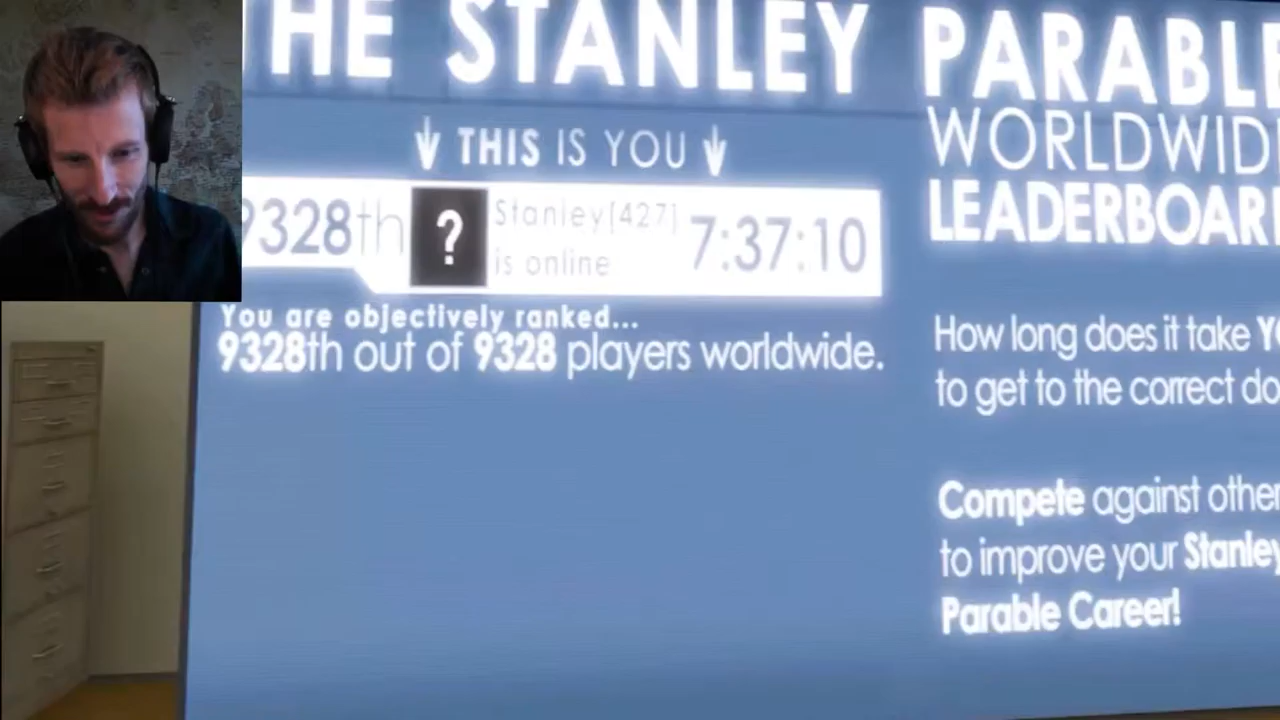 HE STANLEY PARABLE
WORLDWIDE
LEADERBOAR
THIS IS YOU
9328th
?
Stanley[427]
is online
7:37:10
You are objectively ranked...
9328th out of 9328 players worldwide.
How long does it take
to get to the correct
Compete against other
to improve your Stanley
Parable Career!